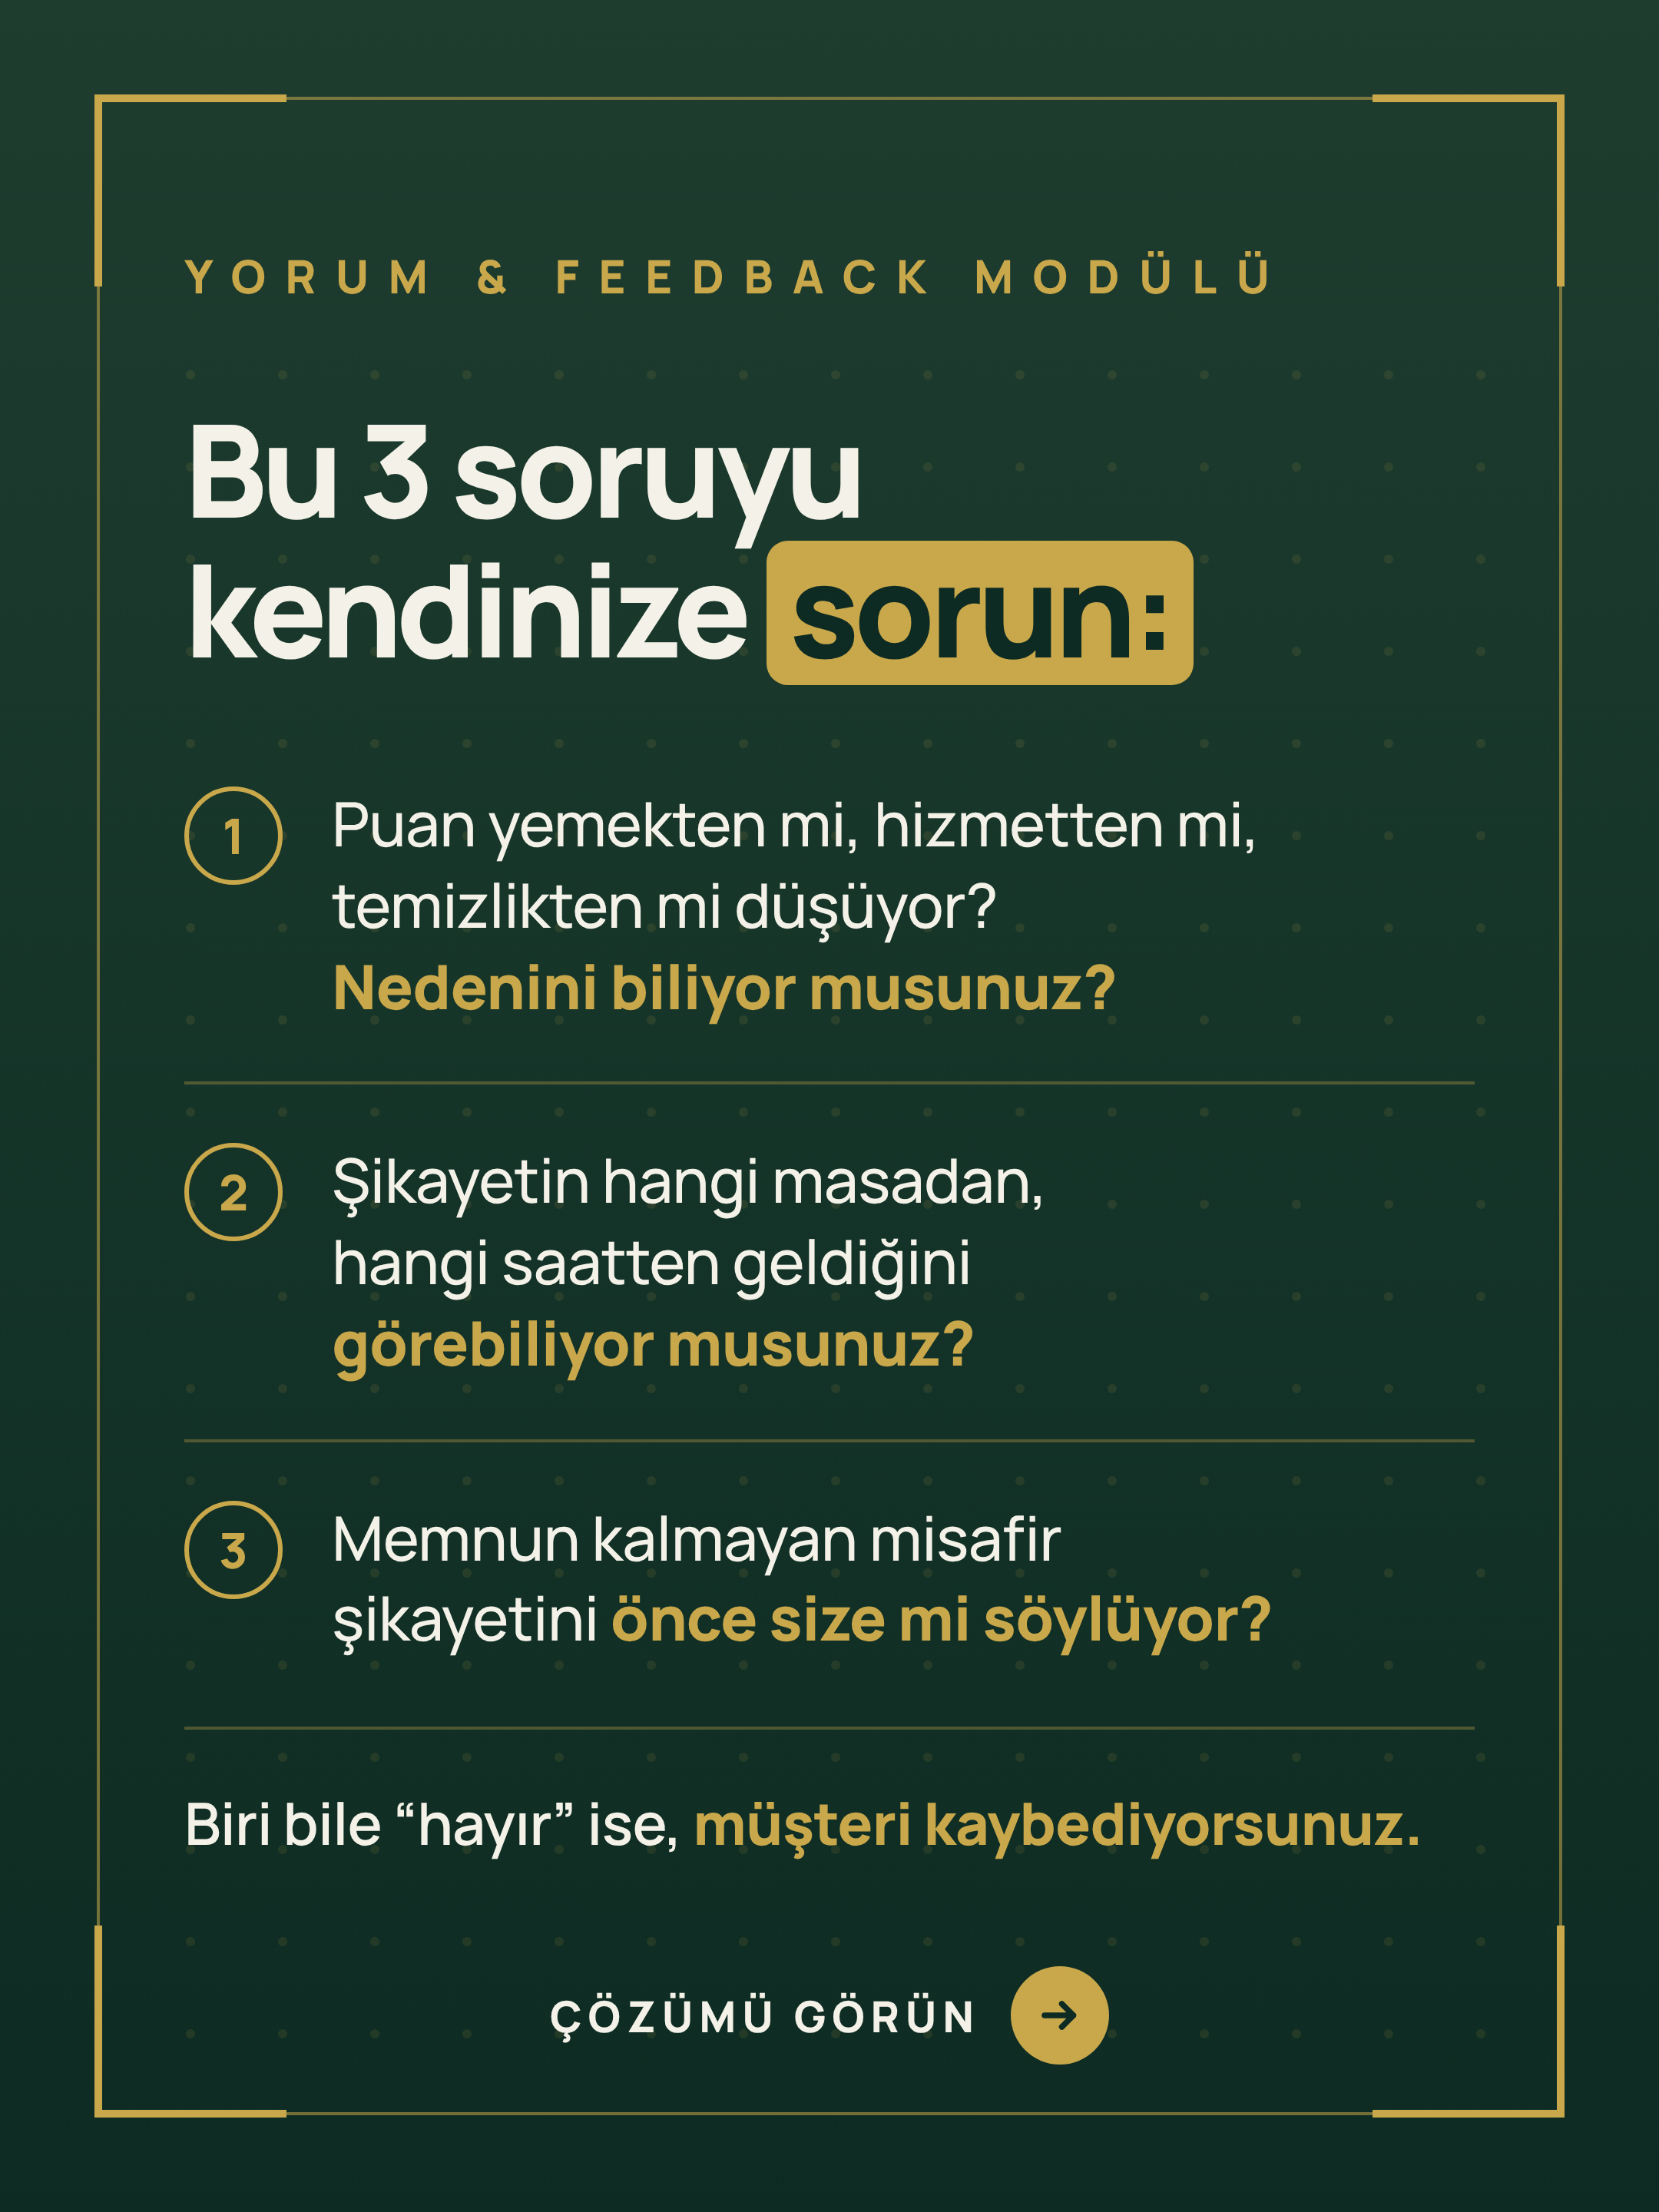 YORUM & FEEDBACK MODÜLÜ
Bu 3 soruyu
kendinize sorun:
1 Puan yemekten mi, hizmetten mi,
temizlikten mi düşüyor?
Nedenini biliyor musunuz?
2 Şikayetin hangi masadan,
hangi saatten geldiğini
görebiliyor musunuz?
3 Memnun kalmayan misafir
şikayetini önce size mi söylüyor?
Biri bile “hayır” ise, müşteri kaybediyorsunuz.
ÇÖZÜMÜ GÖRÜN